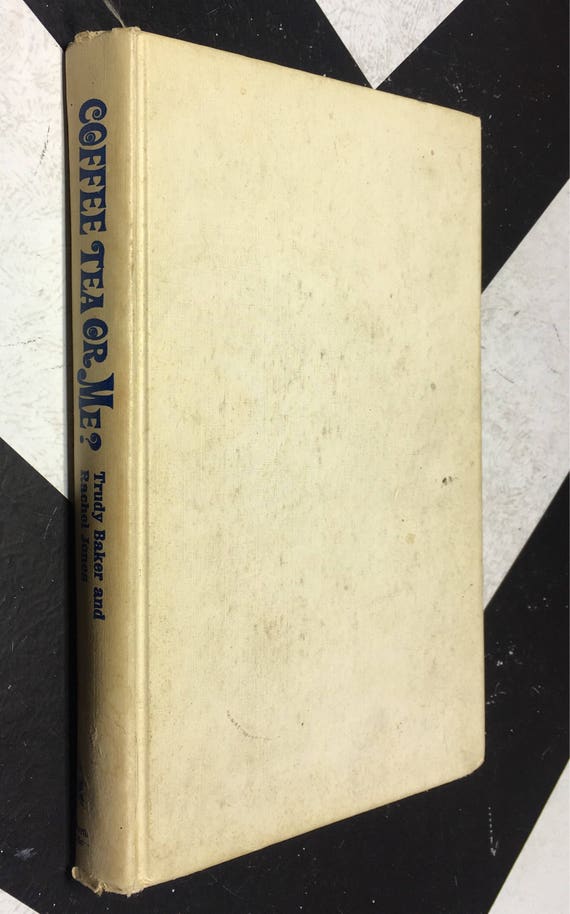 COFFEE TEA OR ME?
Trudy Baker and
Rachel Jones